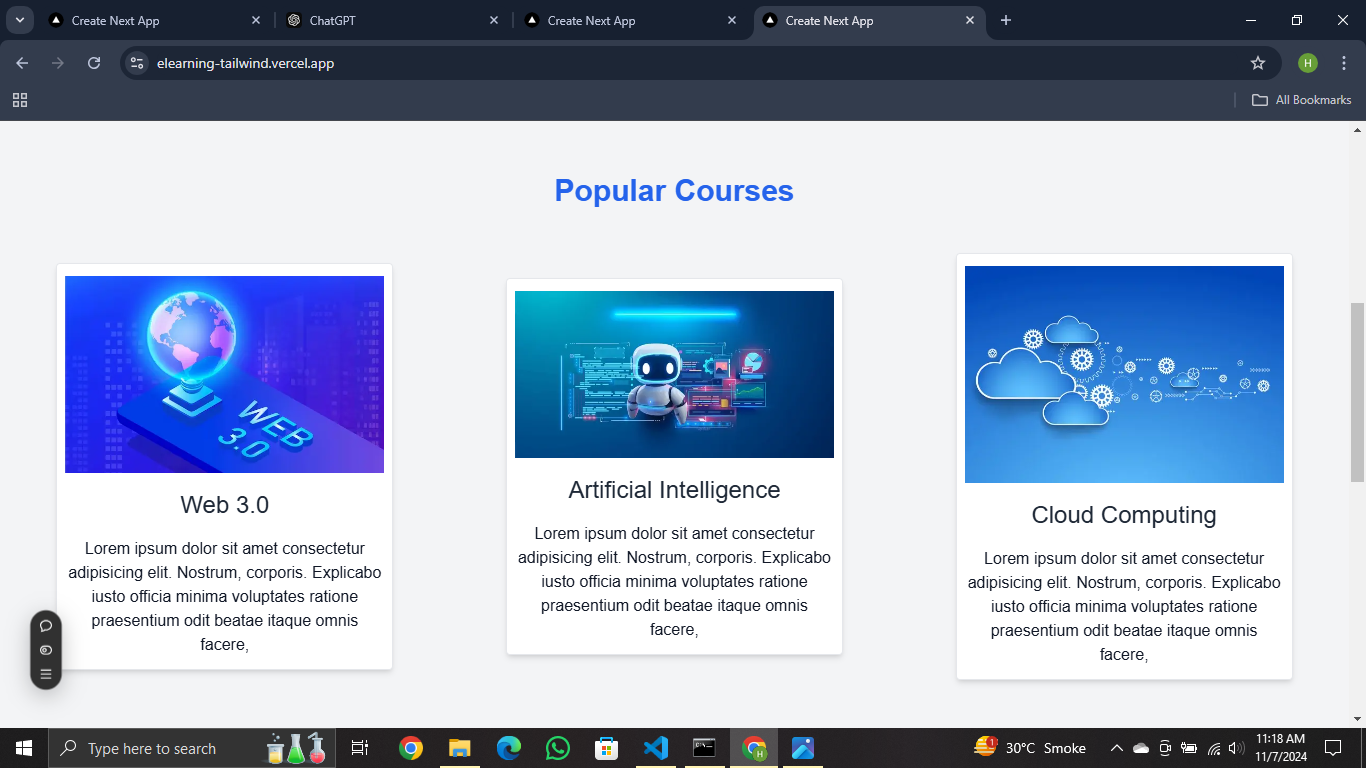 Create Next App
ChatGPT
Create Next App
Create Next App
elearning-tailwind.vercel.app
H
All Bookmarks
Popular Courses
WEB
3.0
Web 3.0
Lorem ipsum dolor sit amet consectetur
adipisicing elit. Nostrum, corporis. Explicabo
iusto officia minima voluptates ratione
praesentium odit beatae itaque omnis
facere,
Artificial Intelligence
Lorem ipsum dolor sit amet consectetur
adipisicing elit. Nostrum, corporis. Explicabo
iusto officia minima voluptates ratione
praesentium odit beatae itaque omnis
facere,
Cloud Computing
Lorem ipsum dolor sit amet consectetur
adipisicing elit. Nostrum, corporis. Explicabo
iusto officia minima voluptates ratione
praesentium odit beatae itaque omnis
facere,
Type here to search
H
1
30°C Smoke
11:18 AM
11/7/2024